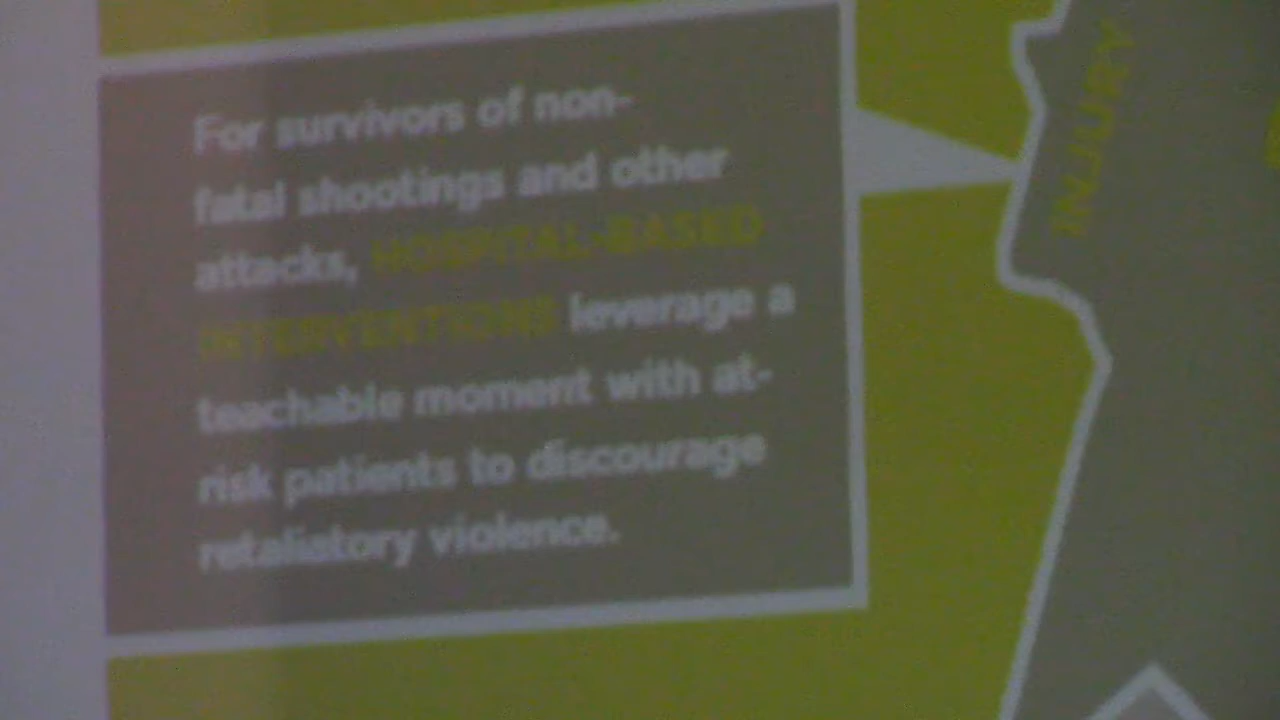 For survivors of non-
fatal shootings and other
attacks, HOSPITAL-BASED
INTERVENTIONS leverage a
teachable moment with at-
risk patients to discourage
retaliatory violence.
INJURY